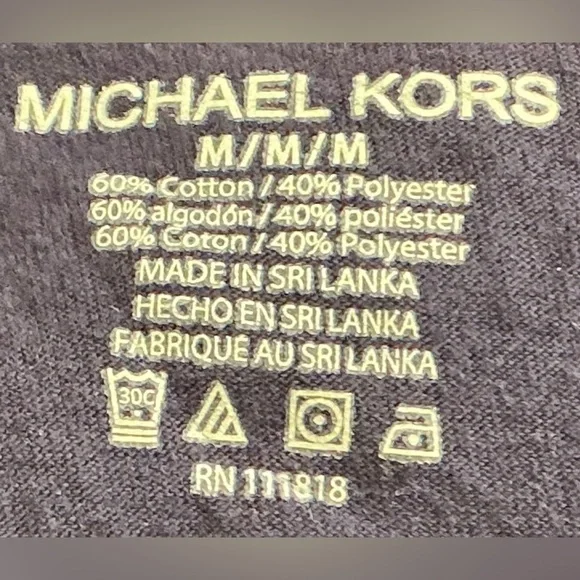 MICHAEL KORS
M/M/M
60% Cotton / 40% Polyester
60% algodón / 40% poliéster
60% Coton / 40% Polyester
MADE IN SRI LANKA
HECHO EN SRI LANKA
FABRIQUE AU SRI LANKA
30C
RN 111818